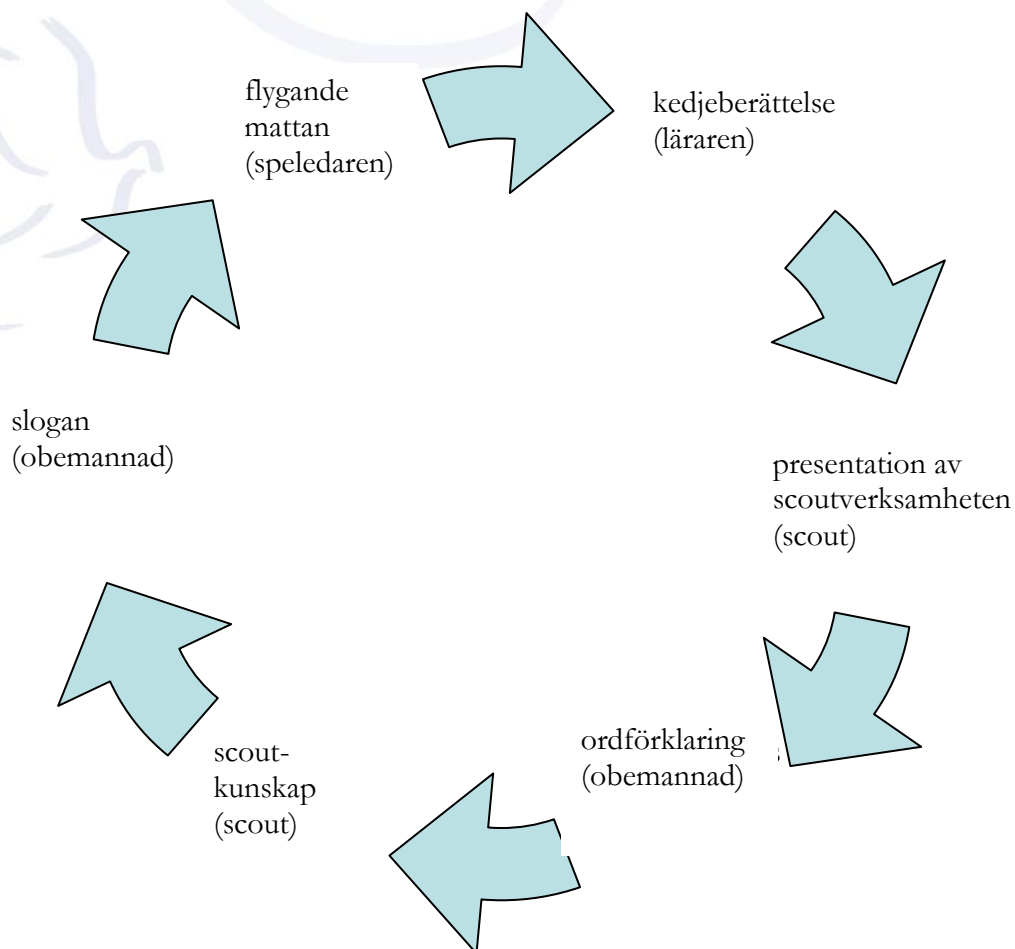 flygande
mattan
(speledaren)
kedjeberättelse
(läraren)
presentation av
scoutverksamheten
(scout)
ordförklaring
(obemannad)
scout-
kunskap
(scout)
slogan
(obemannad)